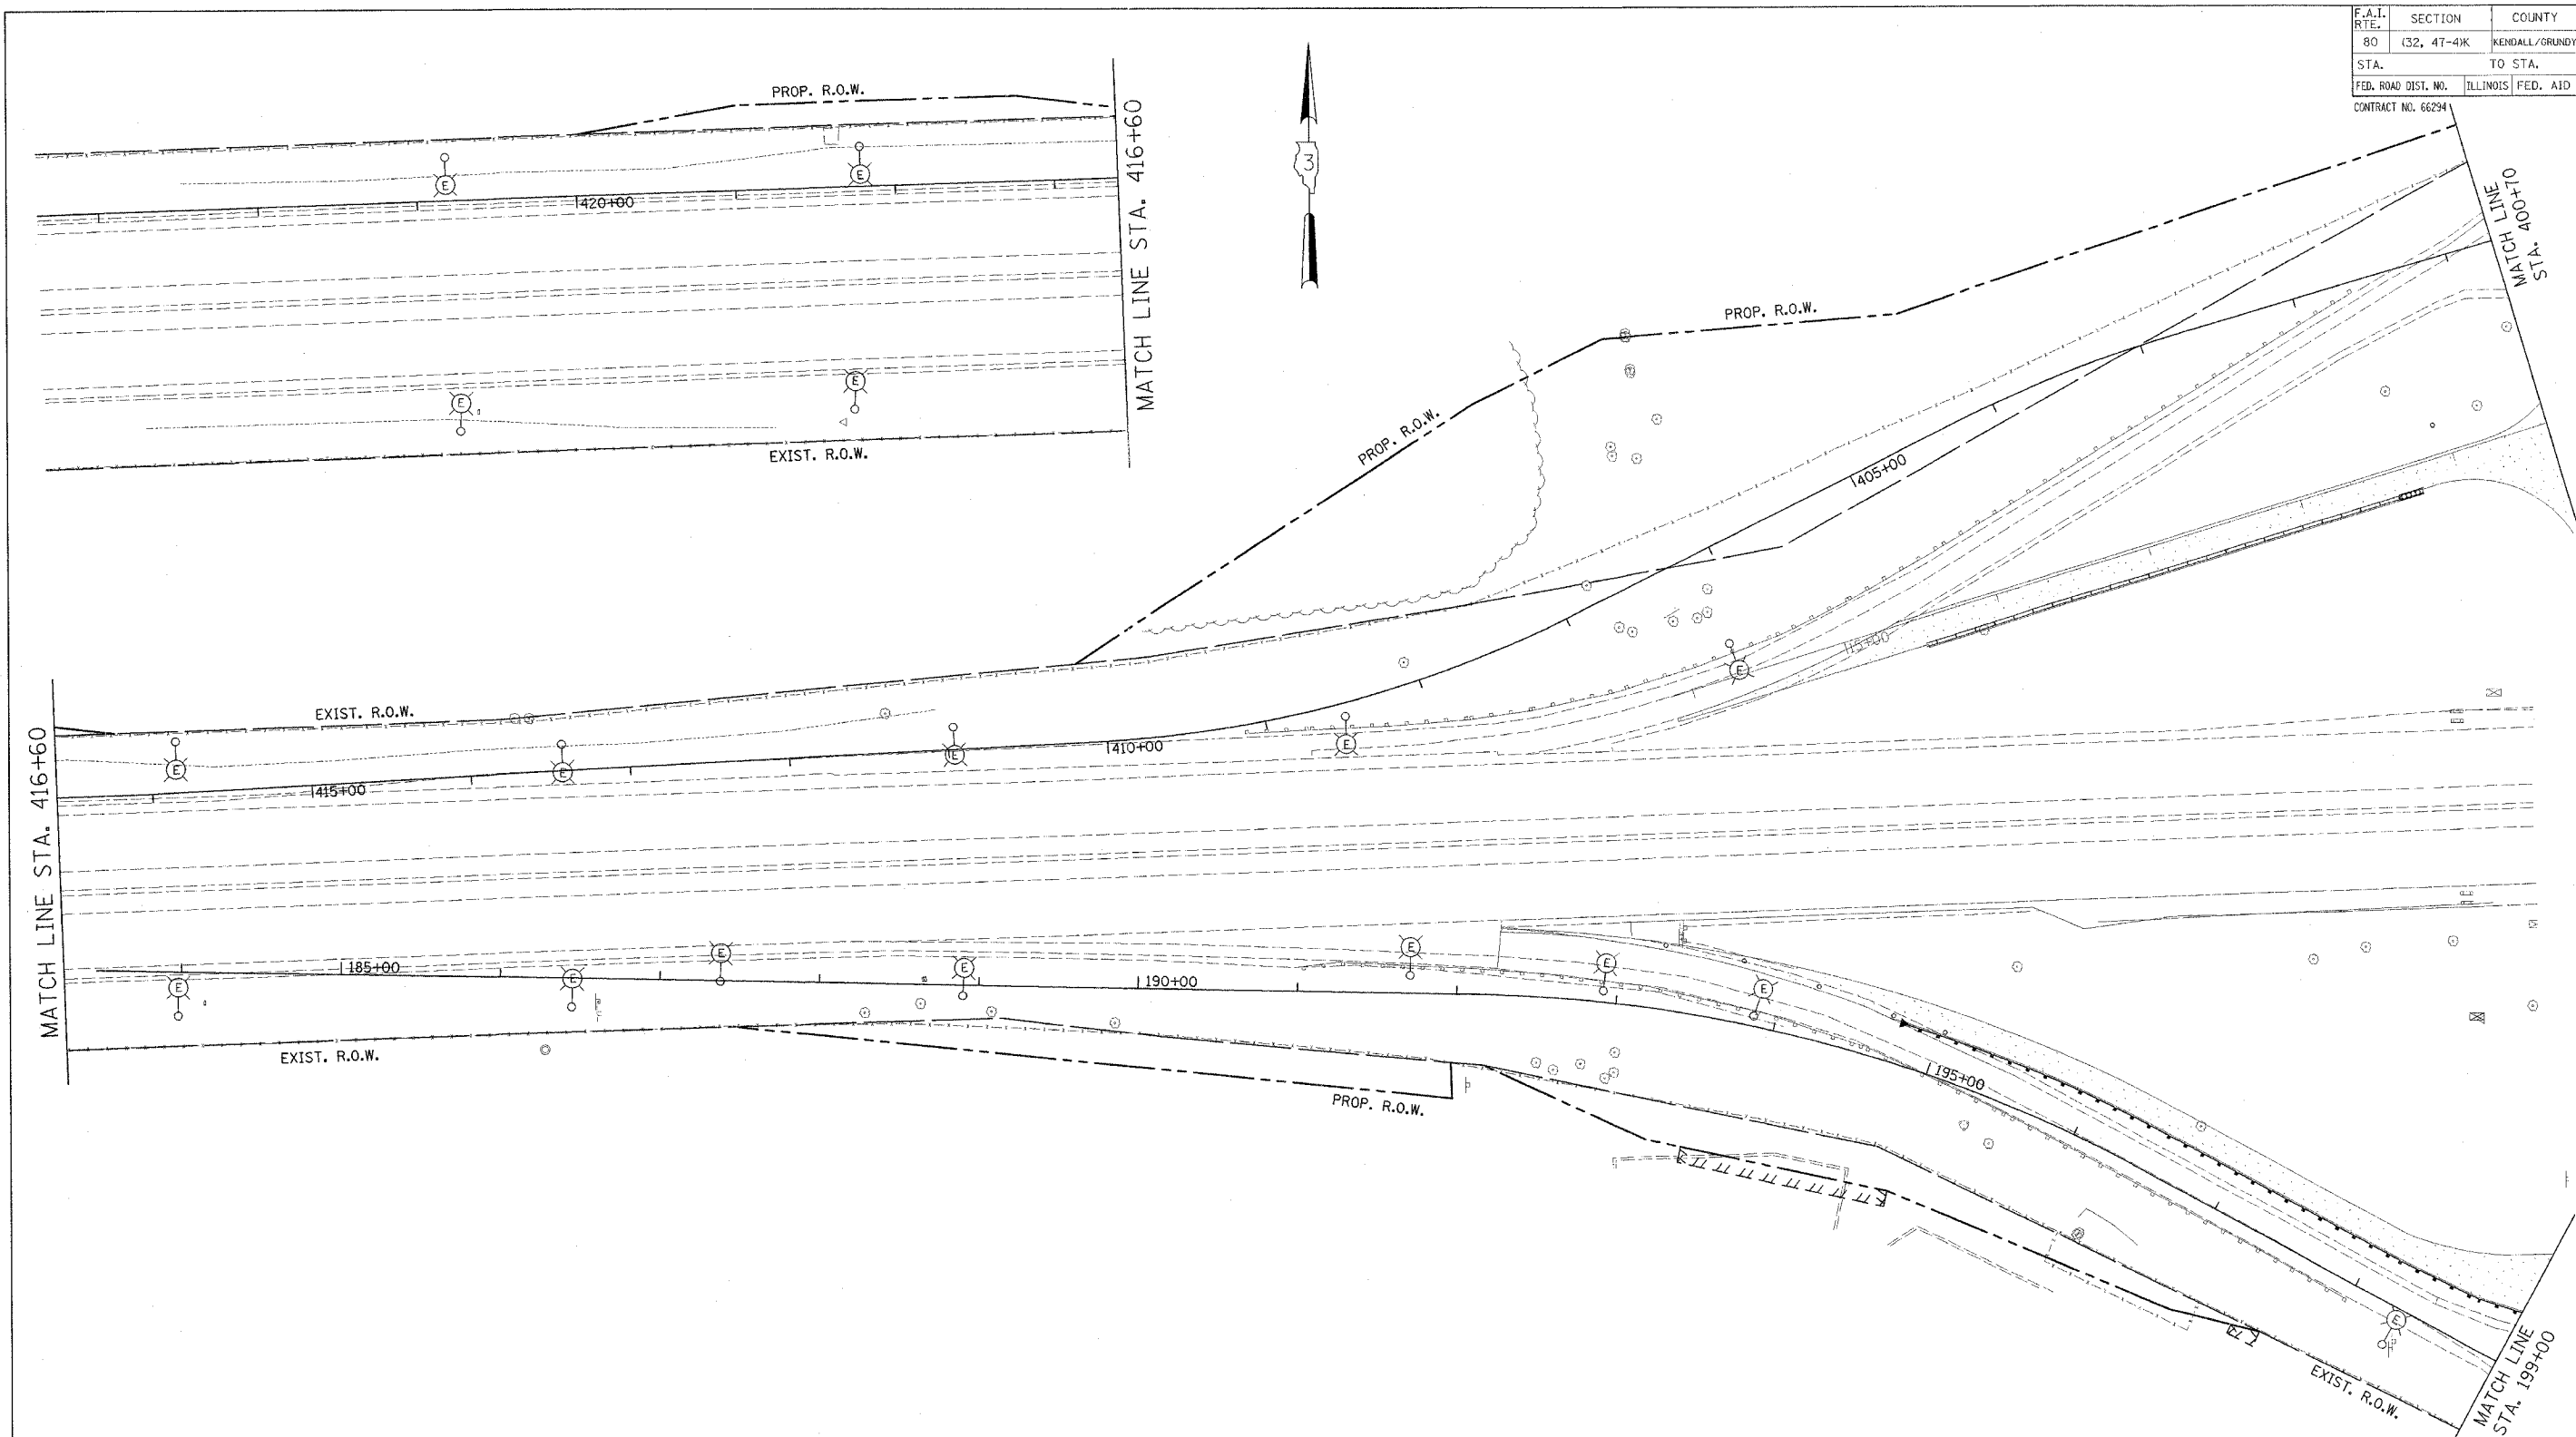 F.A.I. RTE. SECTION COUNTY
80 (32, 47-4)K KENDALL/GRUNDY
STA. TO STA.
FED. ROAD DIST. NO. ILLINOIS FED. AID
CONTRACT NO. 66294
PROP. R.O.W.
420+00
MATCH LINE STA. 416+60
EXIST. R.O.W.
E
E
E
E
3
MATCH LINE
STA. 400+70
PROP. R.O.W.
PROP. R.O.W.
405+00
115+00
EXIST. R.O.W.
410+00
415+00
MATCH LINE STA. 416+60
E
E
E
E
E
185+00
190+00
195+00
E
E
E
E
E
E
E
E
EXIST. R.O.W.
PROP. R.O.W.
EXIST. R.O.W.
MATCH LINE
STA. 199+00